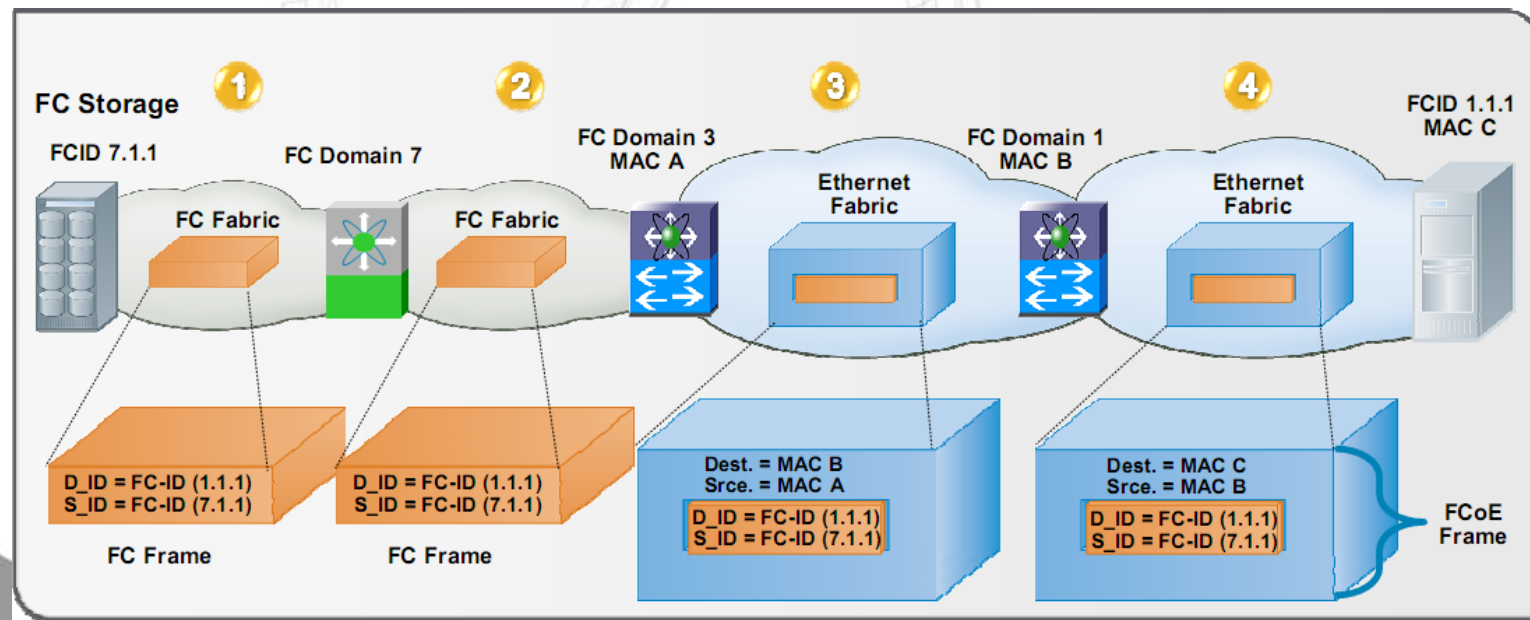 1
2
3
4
FC Storage
FCID 7.1.1
FC Domain 7
FC Domain 3
MAC A
FC Domain 1
MAC B
FCID 1.1.1
MAC C
FC Fabric
FC Fabric
Ethernet
Fabric
Ethernet
Fabric
D_ID = FC-ID (1.1.1)
S_ID = FC-ID (7.1.1)
FC Frame
D_ID = FC-ID (1.1.1)
S_ID = FC-ID (7.1.1)
FC Frame
Dest. = MAC B
Srce. = MAC A
D_ID = FC-ID (1.1.1)
S_ID = FC-ID (7.1.1)
Dest. = MAC C
Srce. = MAC B
D_ID = FC-ID (1.1.1)
S_ID = FC-ID (7.1.1)
FCoE
Frame